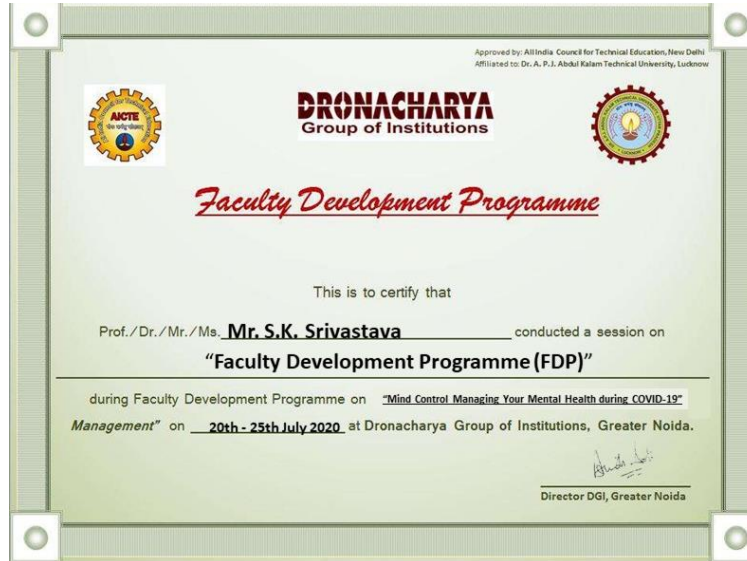 Approved by: All India Council for Technical Education, New Delhi
Affiliated to: Dr. A. P. J. Abdul Kalam Technical University, Lucknow
AICTE
DRONACHARYA
Group of Institutions
Faculty Development Programme
This is to certify that
Prof./Dr./Mr./Ms. Mr. S.K. Srivastava conducted a session on
“Faculty Development Programme (FDP)”
during Faculty Development Programme on “Mind Control Managing Your Mental Health during COVID-19”
Management” on 20th - 25th July 2020 at Dronacharya Group of Institutions, Greater Noida.
Director DGI, Greater Noida